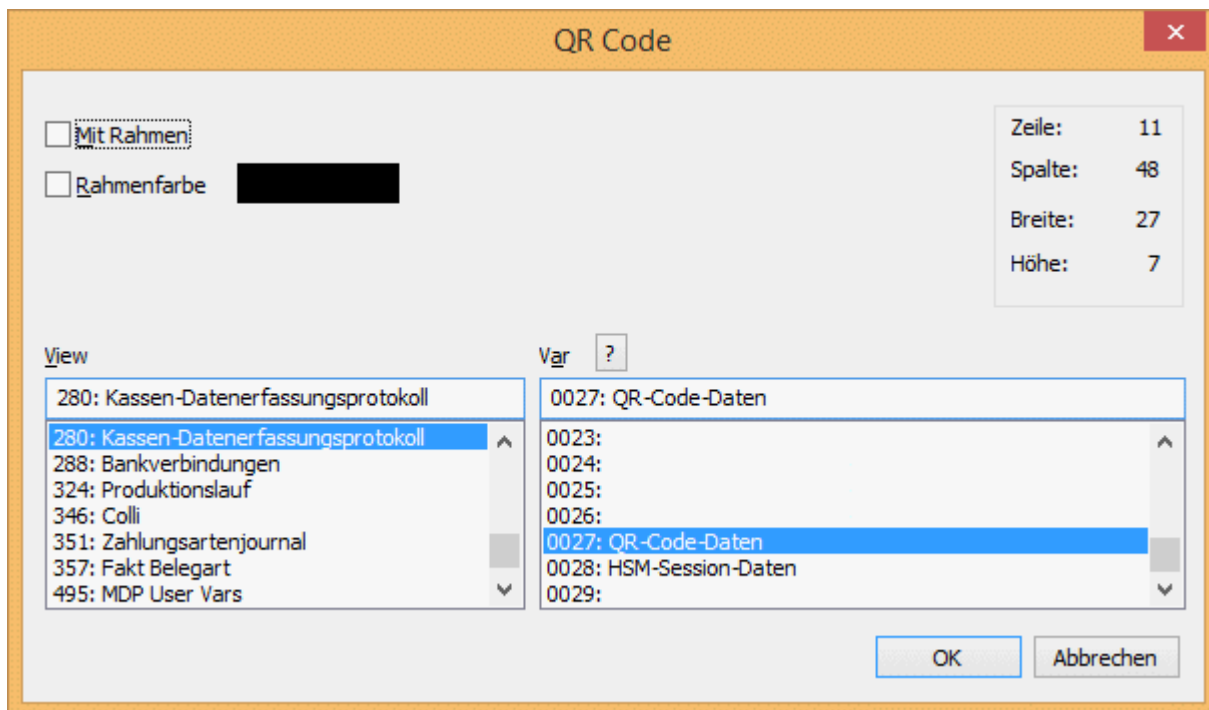 QR Code
Mit Rahmen
Rahmenfarbe
Zeile: 11
Spalte: 48
Breite: 27
Höhe: 7
View
280: Kassen-Datenerfassungsprotokoll
280: Kassen-Datenerfassungsprotokoll
288: Bankverbindungen
324: Produktionslauf
346: Colli
351: Zahlungsartenjournal
357: Fakt Belegart
495: MDP User Vars
Var ?
0027: QR-Code-Daten
0023:
0024:
0025:
0026:
0027: QR-Code-Daten
0028: HSM-Session-Daten
0029:
OK Abbrechen